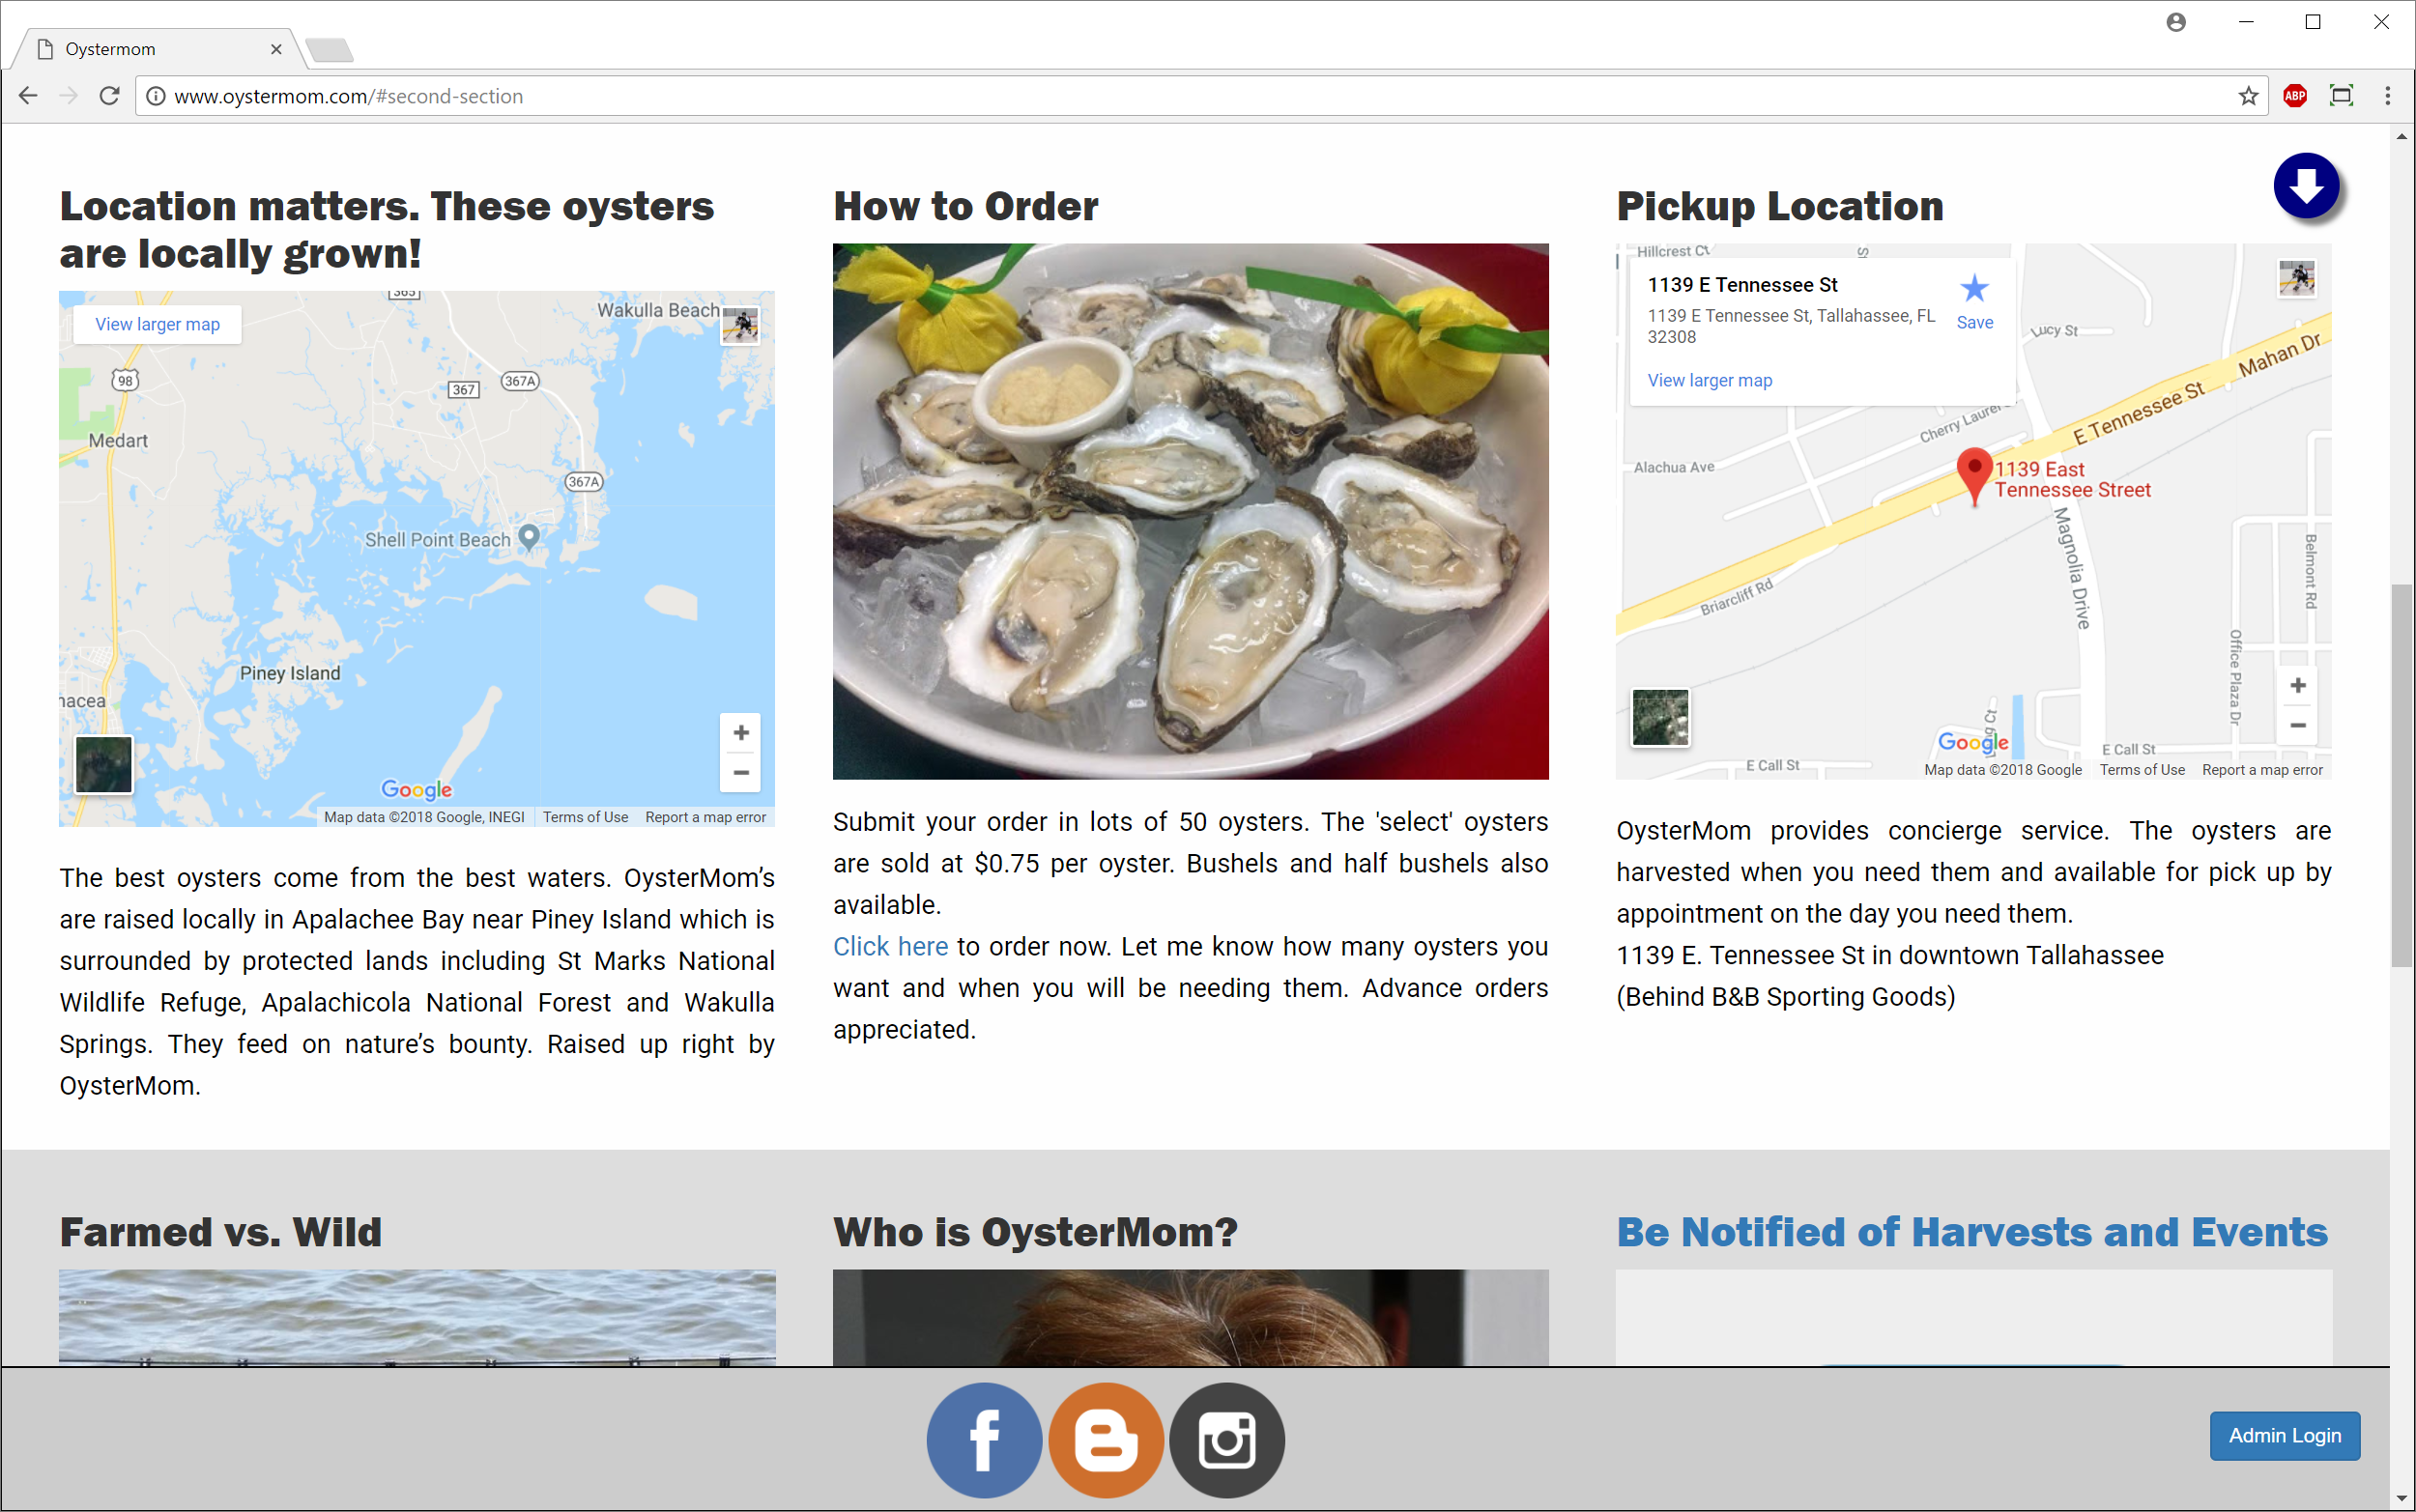 Oystermom
www.oystermom.com/#second-section
ABP
Location matters. These oysters
are locally grown!
View larger map
365
Wakulla Beach
98
367
367A
Medart
367A
Shell Point Beach
Piney Island
nacea
Google
Map data ©2018 Google, INEGI
Terms of Use
Report a map error
The best oysters come from the best waters. OysterMom’s
are raised locally in Apalachee Bay near Piney Island which is
surrounded by protected lands including St Marks National
Wildlife Refuge, Apalachicola National Forest and Wakulla
Springs. They feed on nature’s bounty. Raised up right by
OysterMom.
How to Order
Submit your order in lots of 50 oysters. The 'select' oysters
are sold at $0.75 per oyster. Bushels and half bushels also
available.
Click here to order now. Let me know how many oysters you
want and when you will be needing them. Advance orders
appreciated.
Pickup Location
Hillcrest Ct
1139 E Tennessee St
1139 E Tennessee St, Tallahassee, FL
32308
Save
View larger map
Lucy St
Mahan Dr
E Tennessee St
Cherry Laurel
Alachua Ave
1139 East
Tennessee Street
Magnolia Drive
Belmont Rd
Briarcliff Rd
Office Plaza Dr
E Call St
E Call St
Google
Map data ©2018 Google
Terms of Use
Report a map error
OysterMom provides concierge service. The oysters are
harvested when you need them and available for pick up by
appointment on the day you need them.
1139 E. Tennessee St in downtown Tallahassee
(Behind B&B Sporting Goods)
Farmed vs. Wild
Who is OysterMom?
Be Notified of Harvests and Events
Admin Login